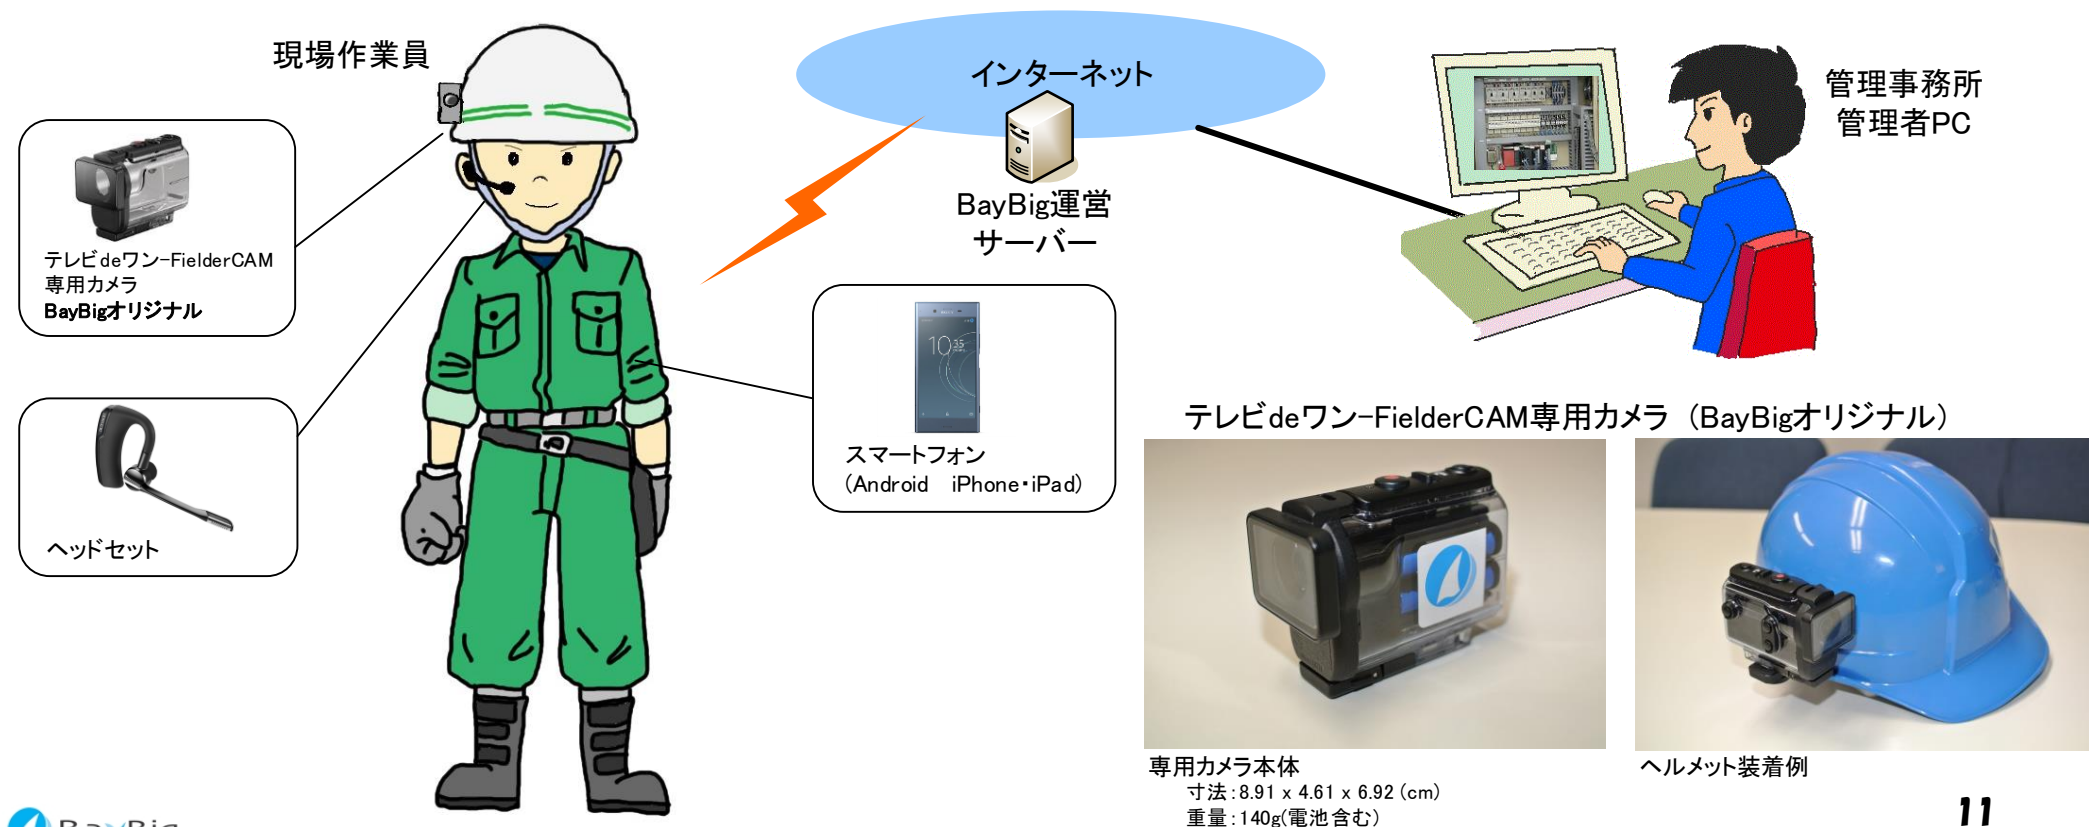 現場作業員
テレビdeワン-FielderCAM
専用カメラ
BayBigオリジナル
ヘッドセット
インターネット
BayBig運営
サーバー
10 35
スマートフォン
(Android　iPhone・iPad)
管理事務所
管理者PC
テレビdeワン-FielderCAM専用カメラ（BayBigオリジナル）
専用カメラ本体
寸法：8.91 x 4.61 x 6.92 (cm)
重量：140g(電池含む)
ヘルメット装着例
BayBig
11